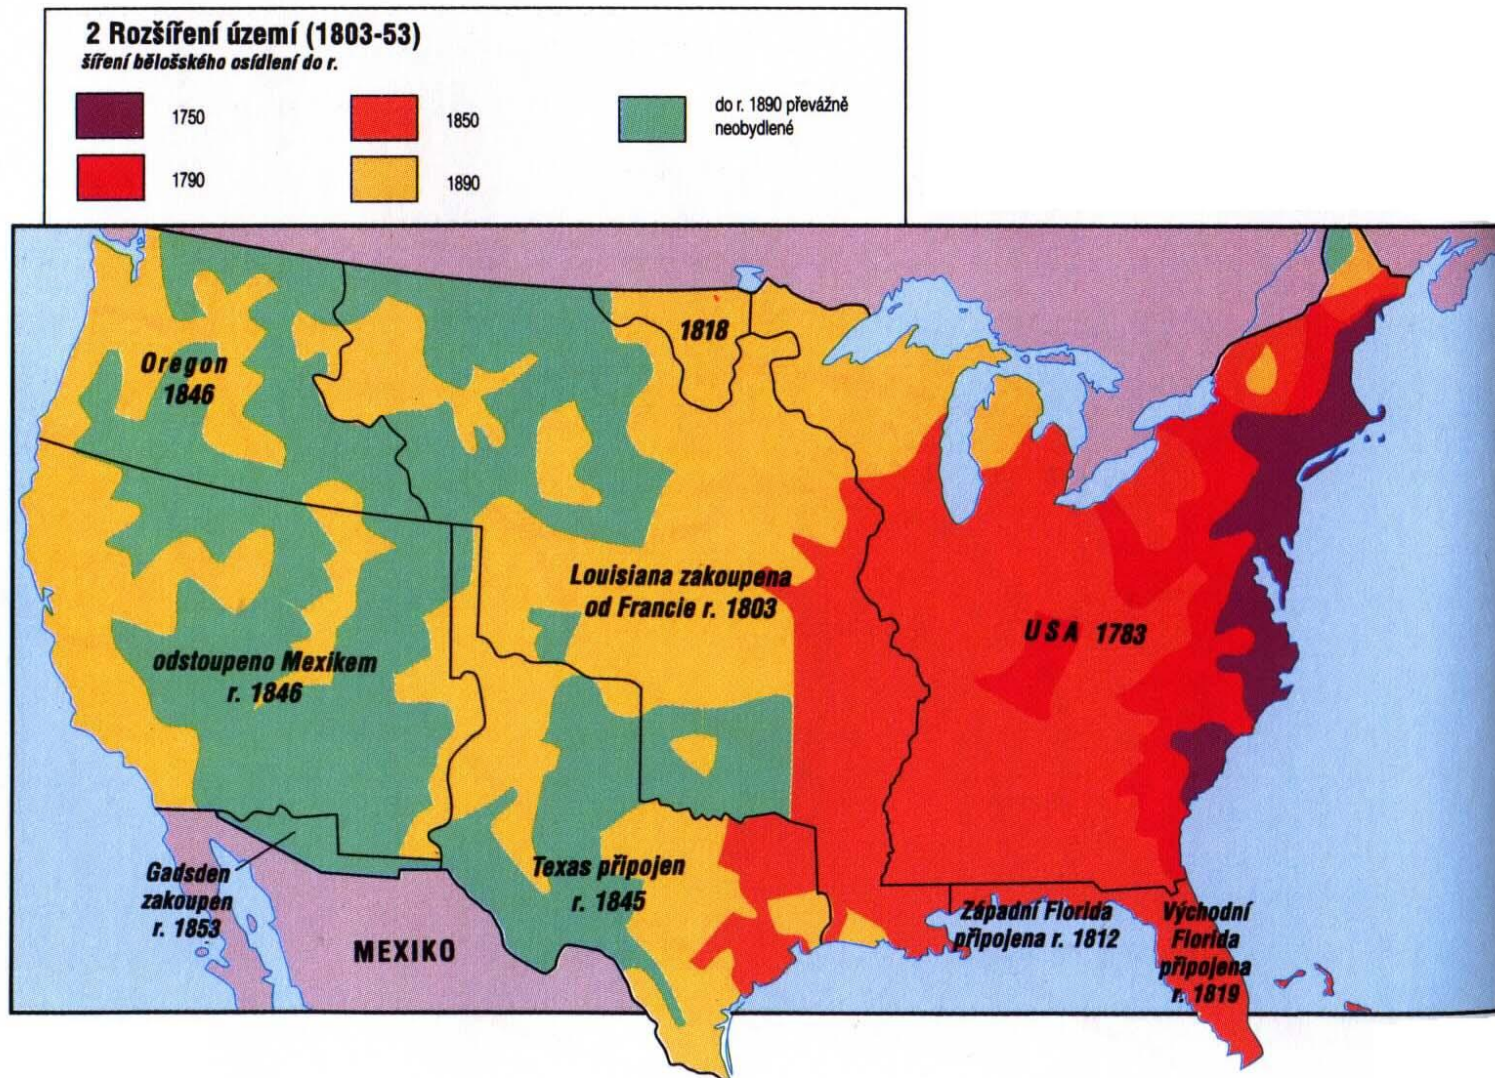 2 Rozšíření území (1803-53)
šíření bělošského osídlení do r.
1750
1850
do r. 1890 převážně
neobydlené
1790
1890
1818
Oregon
1846
Louisiana zakoupena
od Francie r. 1803
USA 1783
odstoupeno Mexikem
r. 1846
Gadsden
zakoupen
r. 1853
Texas připojen
r. 1845
MEXIKO
Západní Florida
připojena r. 1812
Východní
Florida
připojena
r. 1819